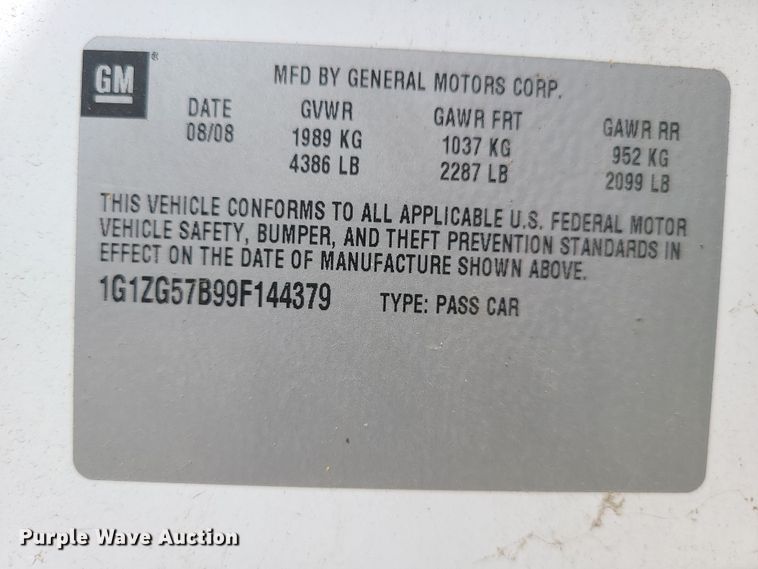 GM ®
MFD BY GENERAL MOTORS CORP.
DATE GVWR GAWR FRT GAWR RR
08/08 1989 KG 1037 KG 952 KG
4386 LB 2287 LB 2099 LB
THIS VEHICLE CONFORMS TO ALL APPLICABLE U.S. FEDERAL MOTOR
VEHICLE SAFETY, BUMPER, AND THEFT PREVENTION STANDARDS IN
EFFECT ON THE DATE OF MANUFACTURE SHOWN ABOVE.
1G1ZG57B99F144379 TYPE: PASS CAR
Purple Wave Auction